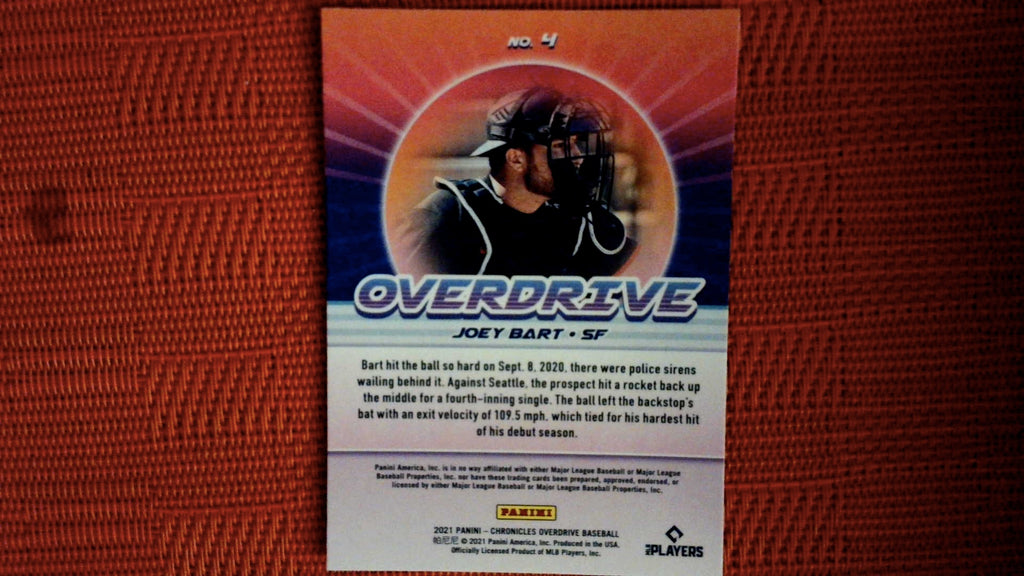 NO. 4
OVERDRIVE
JOEY BART • SF
Bart hit the ball so hard on Sept. 8, 2020, there were police sirens
wailing behind it. Against Seattle, the prospect hit a rocket back up
the middle for a fourth-inning single. The ball left the backstop's
bat with an exit velocity of 109.5 mph, which tied for his hardest hit
of his debut season.
Panini America, Inc. is in no way affiliated with either Major League Baseball or Major League
Baseball Properties, Inc. nor have these trading cards been prepared, approved, endorsed, or
licensed by either Major League Baseball or Major League Baseball Properties, Inc.
PANINI
2021 PANINI – CHRONICLES OVERDRIVE BASEBALL
帕尼尼 © 2021 Panini America, Inc. Produced in the USA.
Officially Licensed Product of MLB Players, Inc.
MLB PLAYERS